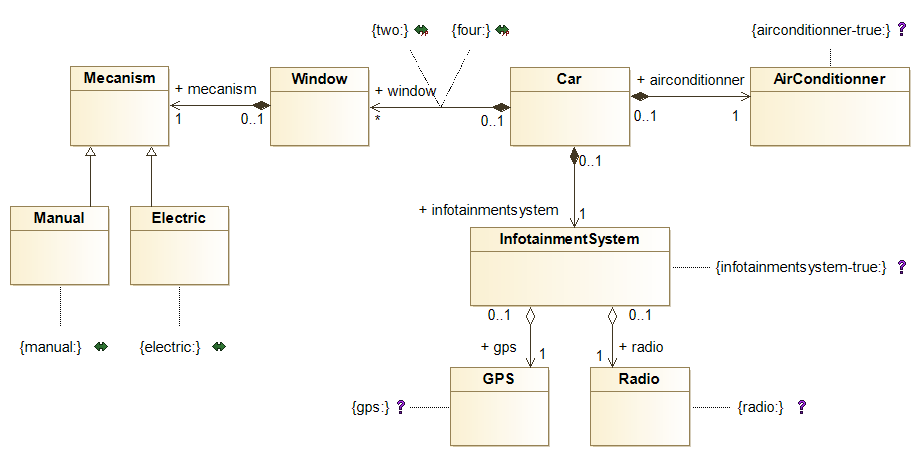 {two:} {four:} {airconditionner-true:} ?
Mecanism Window Car AirConditionner
+ mecanism + window + airconditionner
1 0..1 * 0..1 0..1 1
0..1
+ infotainmentsystem 1
Manual Electric
InfotainmentSystem
{infotainmentsystem-true:} ?
0..1 0..1
{manual:} {electric:} + gps 1 1 + radio
GPS Radio
{gps:} ? {radio:} ?